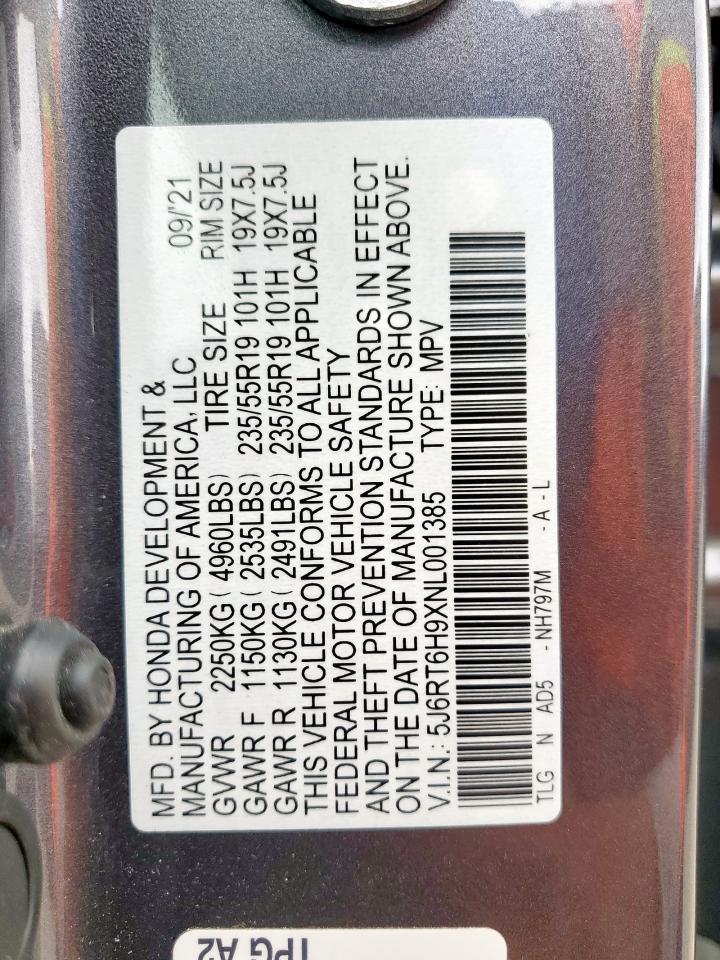 MFD. BY HONDA DEVELOPMENT &
MANUFACTURING OF AMERICA, LLC 09/'21
GVWR 2250KG ( 4960LBS) TIRE SIZE RIM SIZE
GAWR F 1150KG ( 2535LBS) 235/55R19 101H 19X7.5J
GAWR R 1130KG ( 2491LBS) 235/55R19 101H 19X7.5J
THIS VEHICLE CONFORMS TO ALL APPLICABLE
FEDERAL MOTOR VEHICLE SAFETY
AND THEFT PREVENTION STANDARDS IN EFFECT
ON THE DATE OF MANUFACTURE SHOWN ABOVE.
V.I.N.: 5J6RT6H9XNL001385 TYPE: MPV
TLG N AD5 -NH797M -A-L
TPG A2